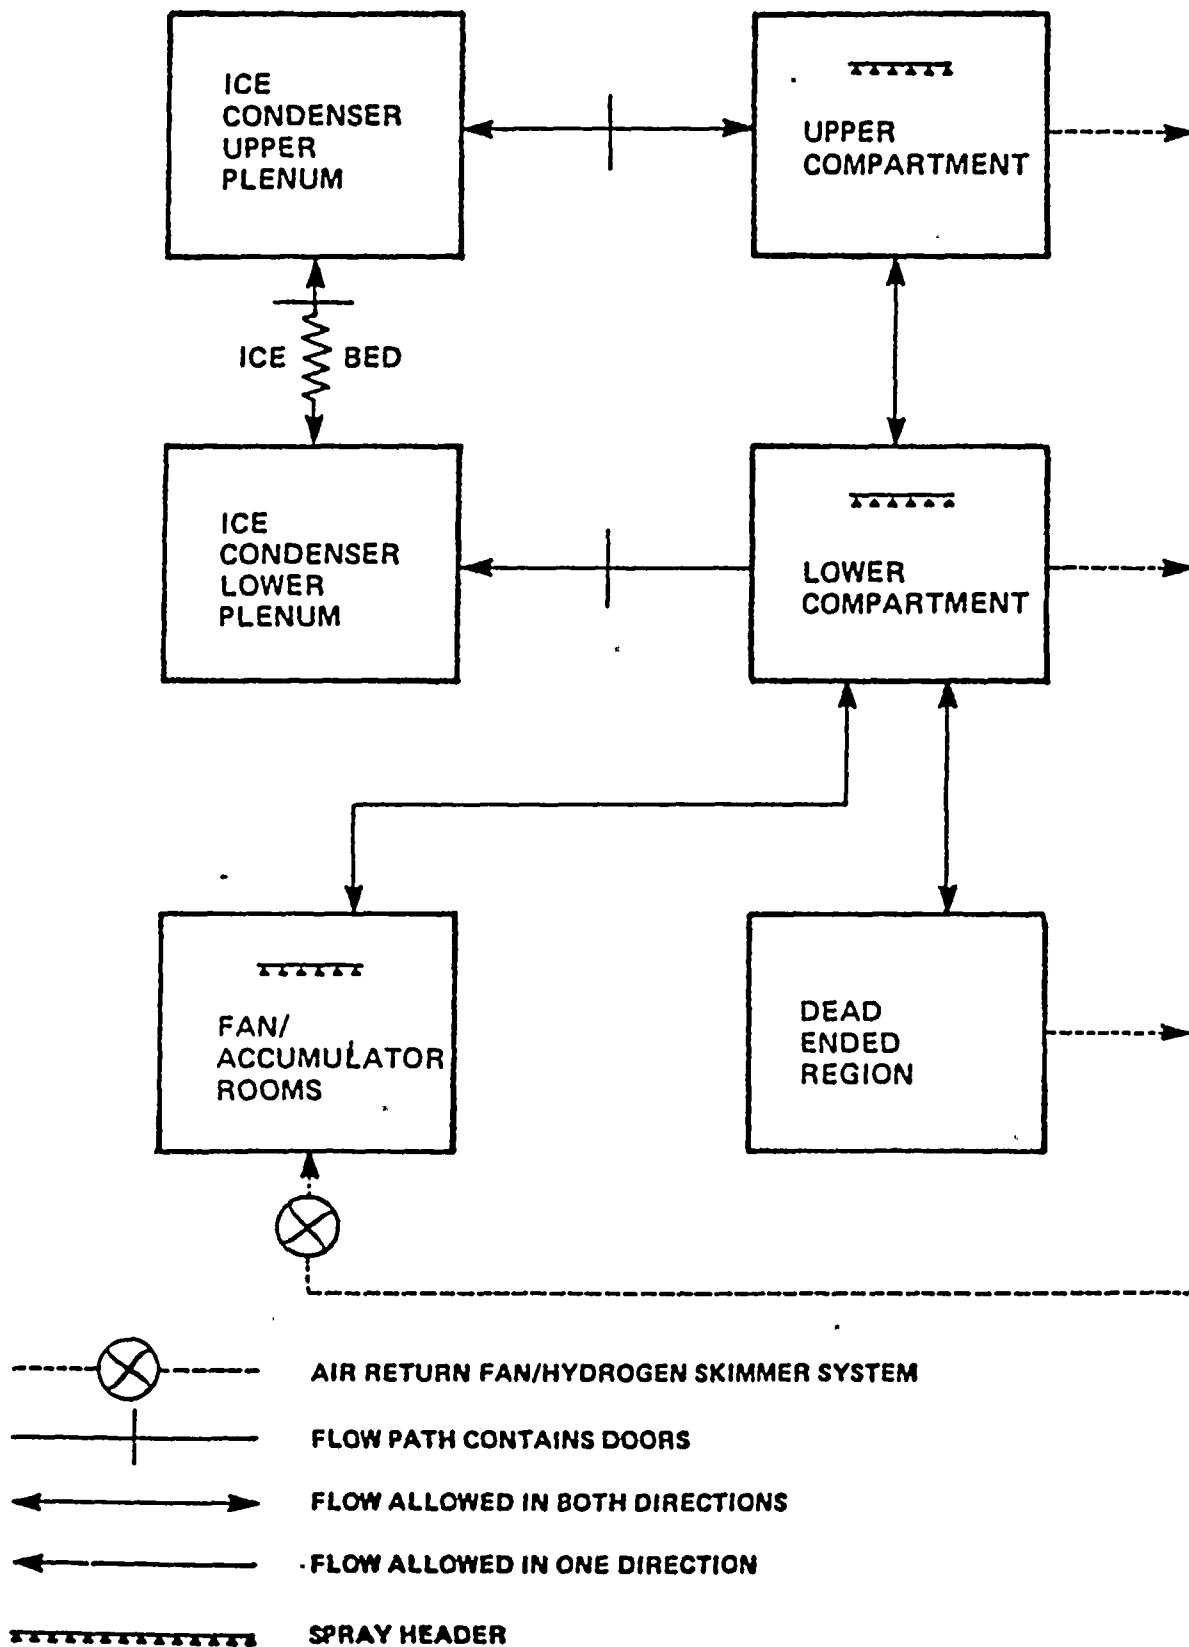 ICE
CONDENSER
UPPER
PLENUM
UPPER
COMPARTMENT
ICE BED
ICE
CONDENSER
LOWER
PLENUM
LOWER
COMPARTMENT
FAN/
ACCUMULATOR
ROOMS
DEAD
ENDED
REGION
AIR RETURN FAN/HYDROGEN SKIMMER SYSTEM
FLOW PATH CONTAINS DOORS
FLOW ALLOWED IN BOTH DIRECTIONS
FLOW ALLOWED IN ONE DIRECTION
SPRAY HEADER